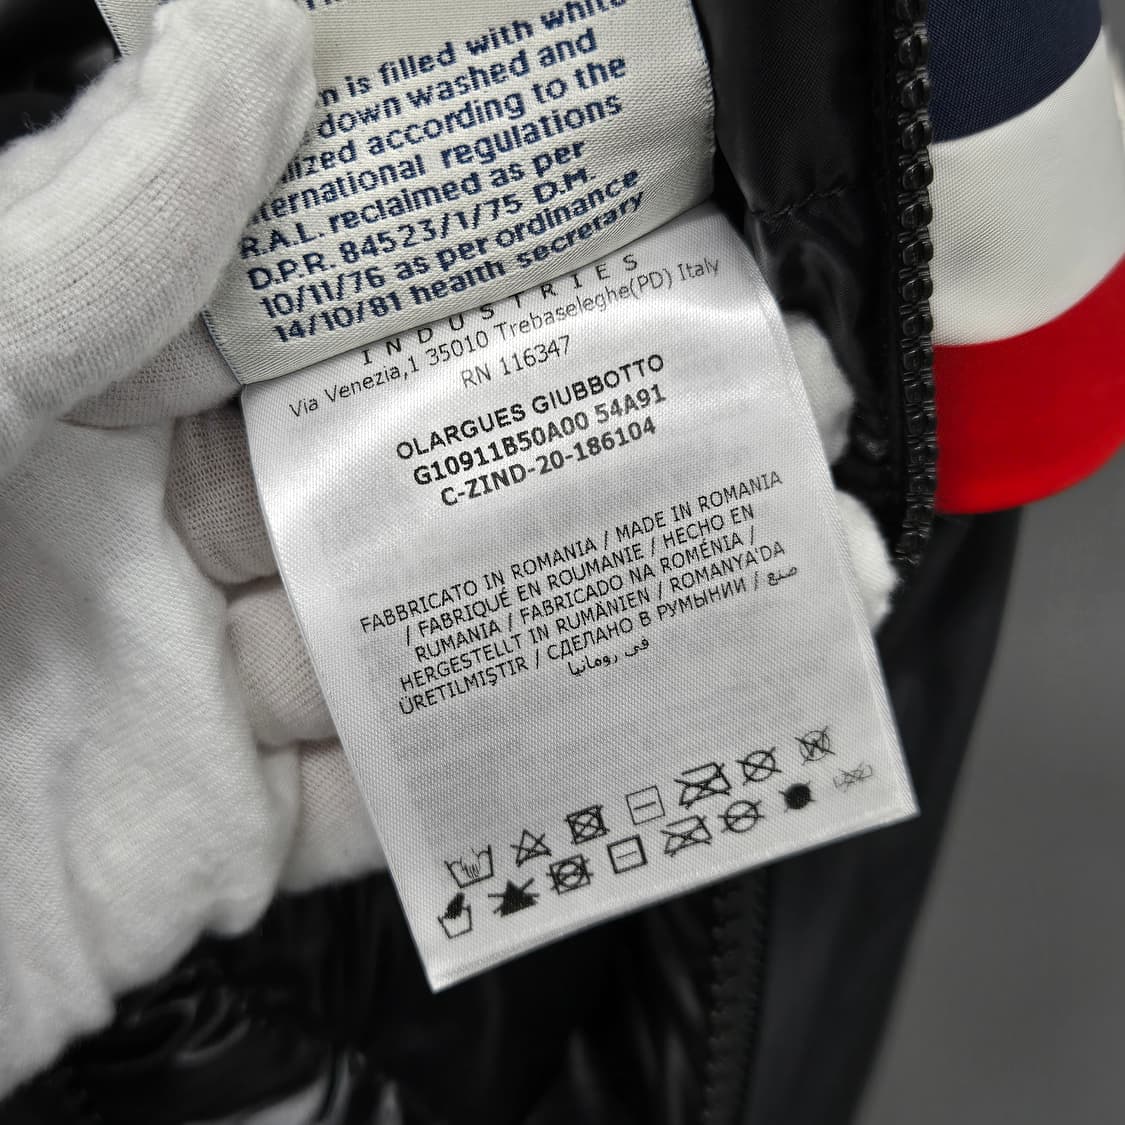 is filled with white
down washed and
according to the
regulations
R.A.L. reclaimed as per
D.P.R. 84523/1/75 D.M.
10/11/76 as per ordinance
14/10/81 health secretary
INDUSTRIES
Via Venezia,1 35010 Trebaseleghe(PD) Italy
RN 116347
OLARGUES GIUBBOTTO
G10911B50A00 54A91
C-ZIND-20-186104
FABBRICATO IN ROMANIA / MADE IN ROMANIA
/ FABRIQUÉ EN ROUMANIE / HECHO EN
RUMANIA / FABRICADO NA ROMÉNIA /
HERGESTELLT IN RUMÄNIEN / ROMANYA'DA
ÜRETILMIŞTIR / СДЕЛАНО В РУМЫНИИ / صنع
في رومانيا